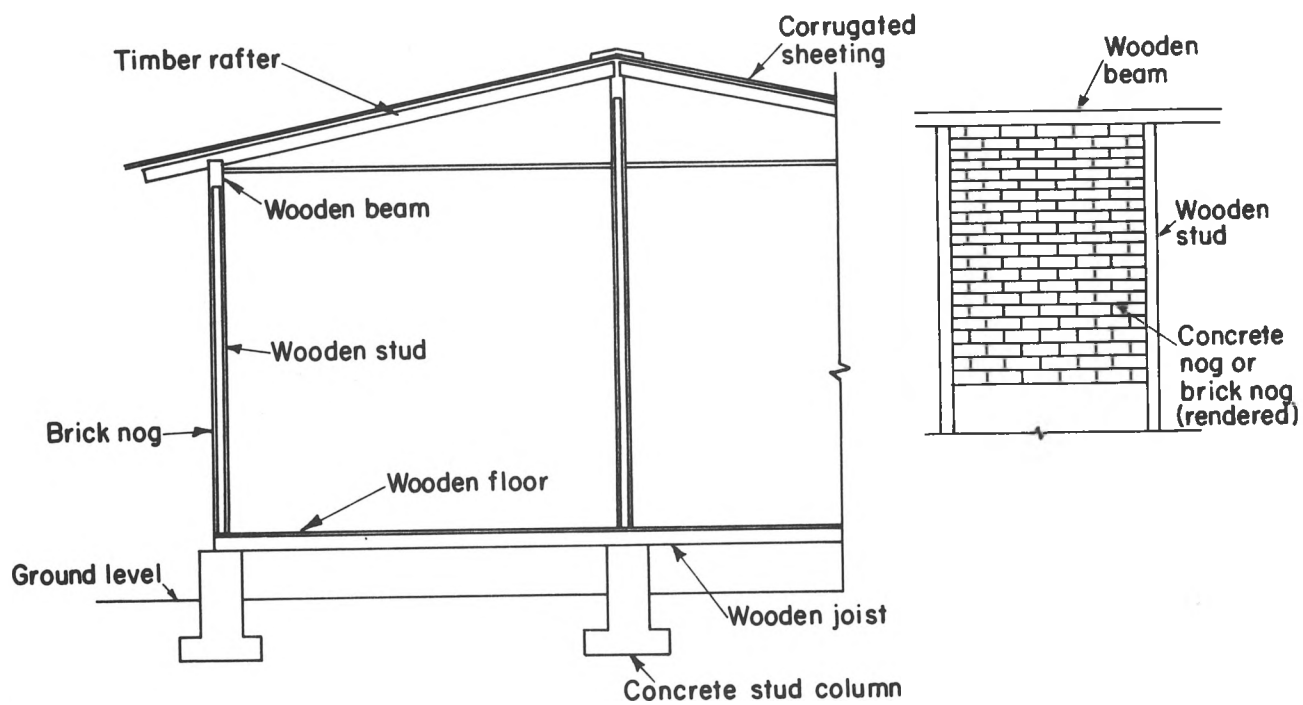 Timber rafter
Corrugated
sheeting
Wooden beam
Wooden stud
Brick nog
Wooden floor
Ground level
Wooden joist
Concrete stud column
Wooden
beam
Wooden
stud
Concrete
nog or
brick nog
(rendered)